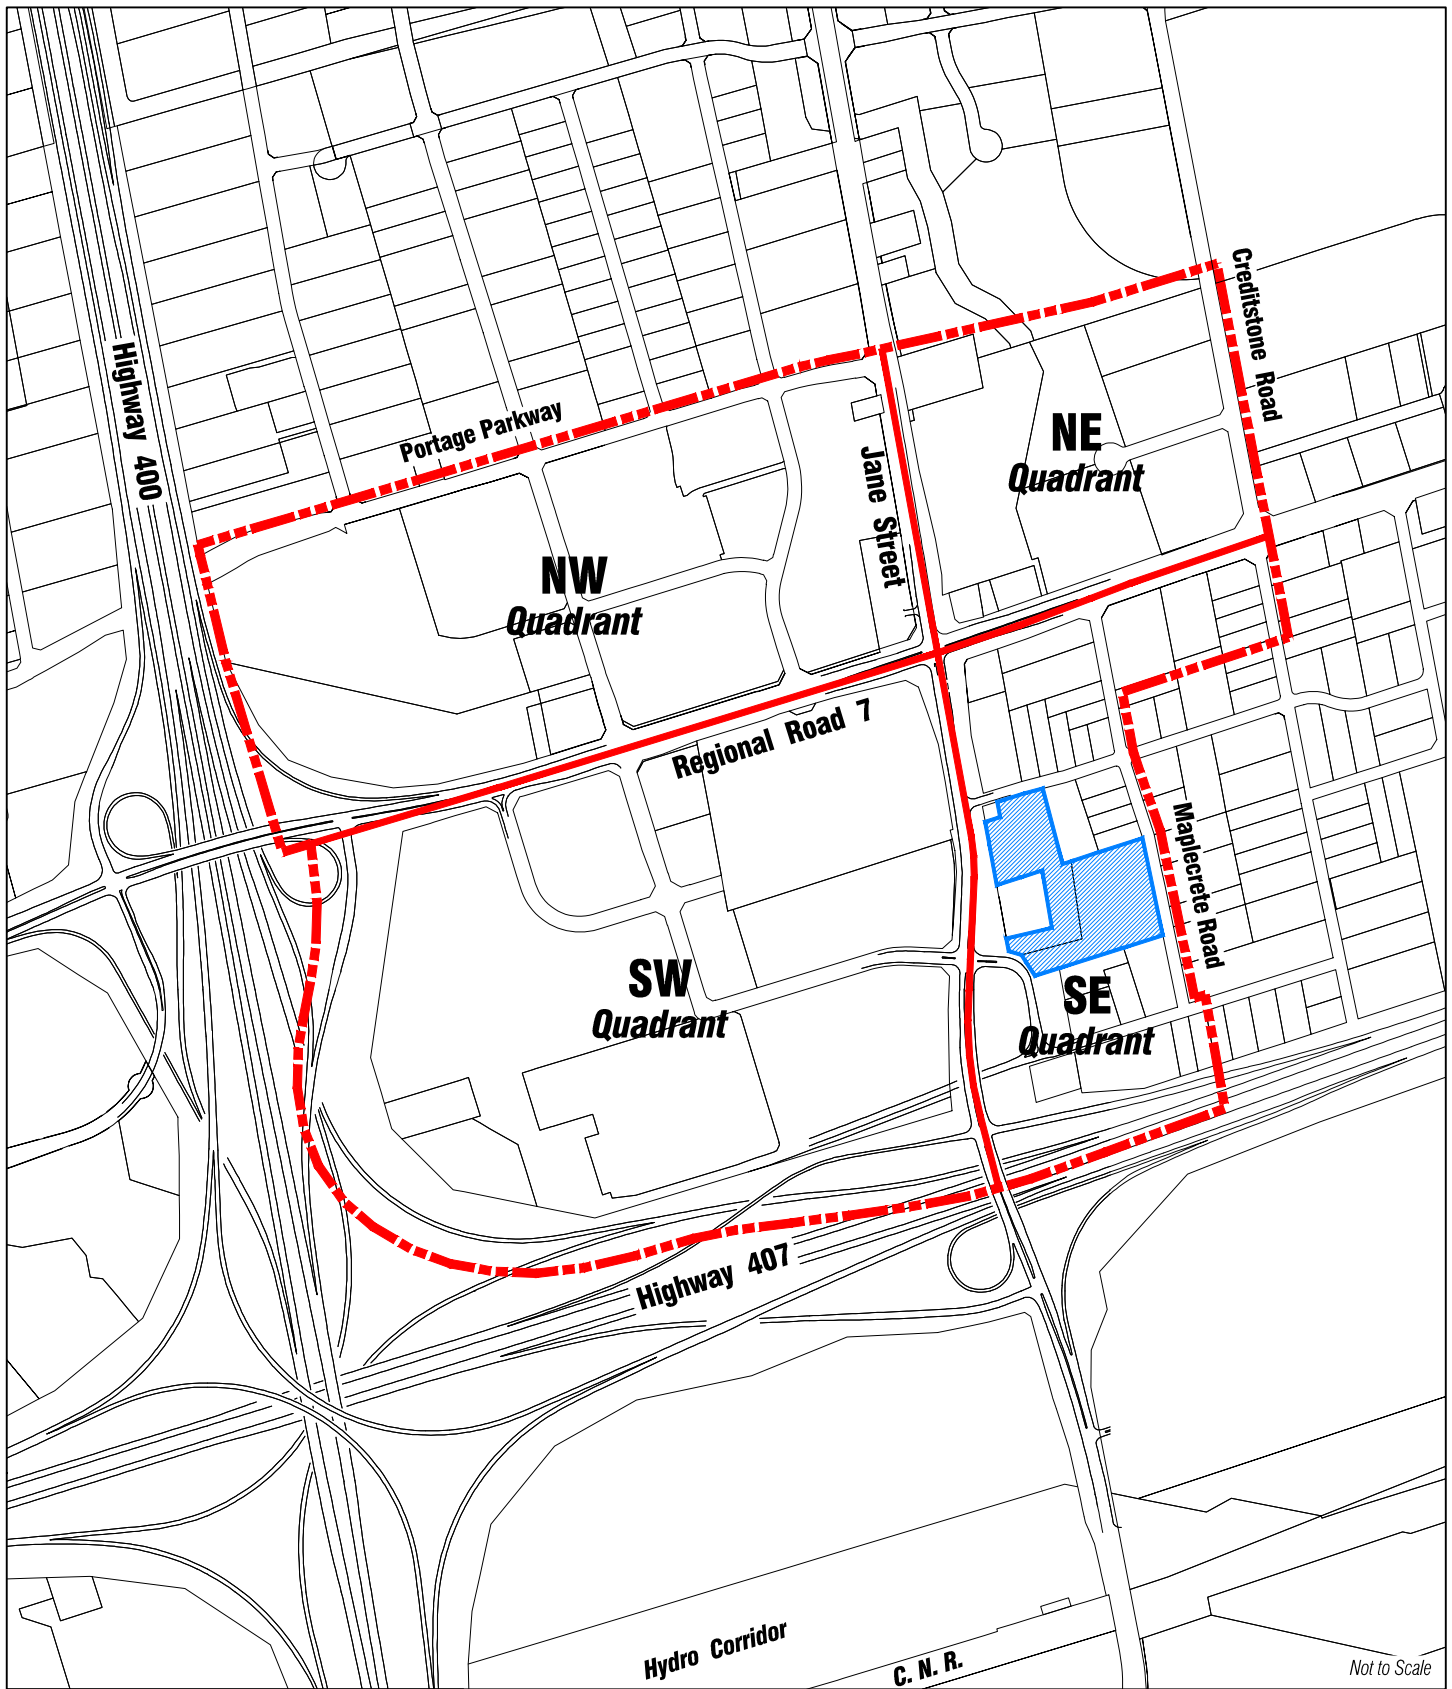 Creditstone Road
Highway 400
Portage Parkway
Jane Street
NE
Quadrant
NW
Quadrant
Regional Road 7
Maplecrete Road
SW
Quadrant
SE
Quadrant
Highway 407
Hydro Corridor
C. N. R.
Not to Scale